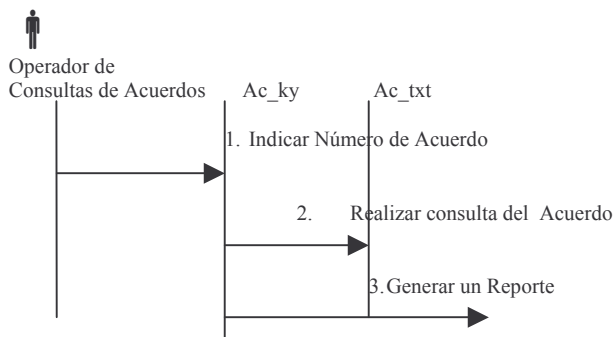 Operador de
Consultas de Acuerdos Ac_ky Ac_txt
1. Indicar Número de Acuerdo
2. Realizar consulta del Acuerdo
3.Generar un Reporte